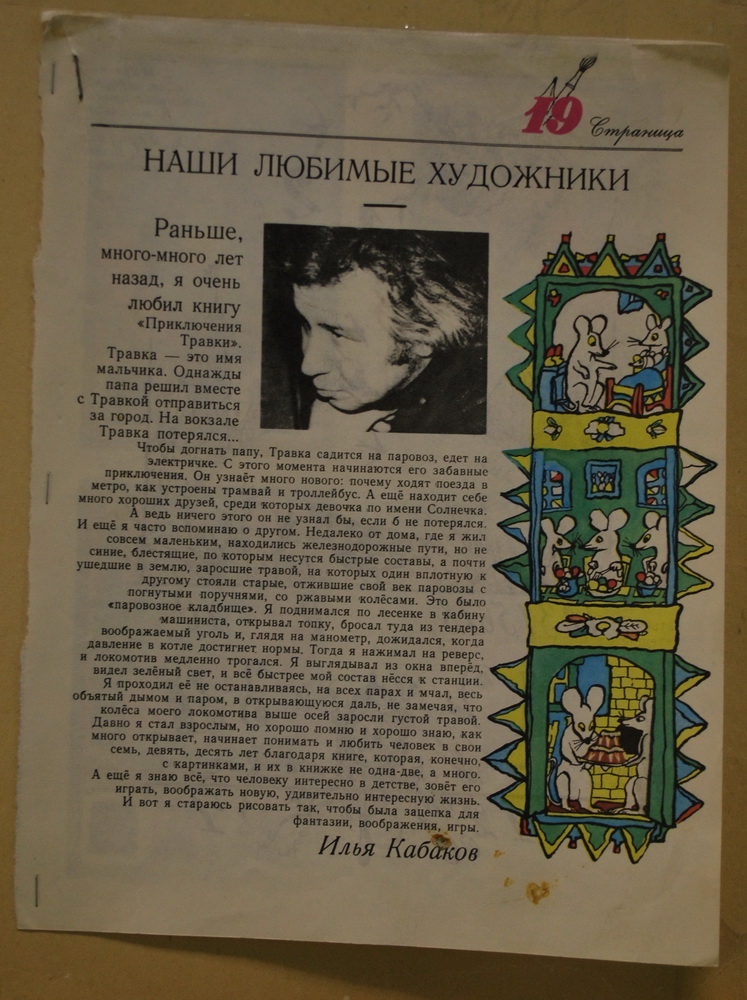 19 Страница
НАШИ ЛЮБИМЫЕ ХУДОЖНИКИ
Раньше,
много-много лет
назад, я очень
любил книгу
«Приключения
Травки».
Травка — это имя
мальчика. Однажды
папа решил вместе
с Травкой отправиться
за город. На вокзале
Травка потерялся...
Чтобы догнать папу, Травка садится на паровоз, едет на
электричке. С этого момента начинаются его забавные
приключения. Он узнаёт много нового: почему ходят поезда в
метро, как устроены трамвай и троллейбус. А ещё находит себе
много хороших друзей, среди которых девочка по имени Солнечка.
А ведь ничего этого он не узнал бы, если б не потерялся.
И ещё я часто вспоминаю о другом. Недалеко от дома, где я жил
совсем маленьким, находились железнодорожные пути, но не
синие, блестящие, по которым несутся быстрые составы, а почти
ушедшие в землю, заросшие травой, на которых один вплотную к
другому стояли старые, отжившие свой век паровозы с
погнутыми поручнями, со ржавыми колёсами. Это было
«паровозное кладбище». Я поднимался по лесенке в кабину
машиниста, открывал топку, бросал туда из тендера
воображаемый уголь и, глядя на манометр, дожидался, когда
давление в котле достигнет нормы. Тогда я нажимал на реверс,
и локомотив медленно трогался. Я выглядывал из окна вперёд,
видел зелёный свет, и всё быстрее мой состав нёсся к станции.
Я проходил её не останавливаясь, на всех парах и мчал, весь
объятый дымом и паром, в открывающуюся даль, не замечая, что
колёса моего локомотива выше осей заросли густой травой.
Давно я стал взрослым, но хорошо помню и хорошо знаю, как
много открывает, начинает понимать и любить человек в свои
семь, девять, десять лет благодаря книге, которая, конечно,
с картинками, и их в книжке не одна-две, а много.
А ещё я знаю всё, что человеку интересно в детстве, зовёт его
играть, воображать новую, удивительно интересную жизнь.
И вот я стараюсь рисовать так, чтобы была зацепка для
фантазии, воображения, игры.
Илья Кабаков